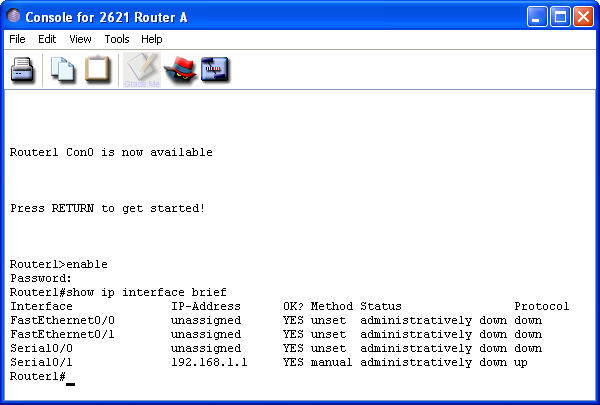 Console for 2621 Router A
File Edit View Tools Help
Grade Me
Router1 Con0 is now available
Press RETURN to get started!
Router1>enable
Password:
Router1#show ip interface brief
Interface IP-Address OK? Method Status Protocol
FastEthernet0/0 unassigned YES unset administratively down down
FastEthernet0/1 unassigned YES unset administratively down down
Serial0/0 unassigned YES unset administratively down down
Serial0/1 192.168.1.1 YES manual administratively down up
Router1#